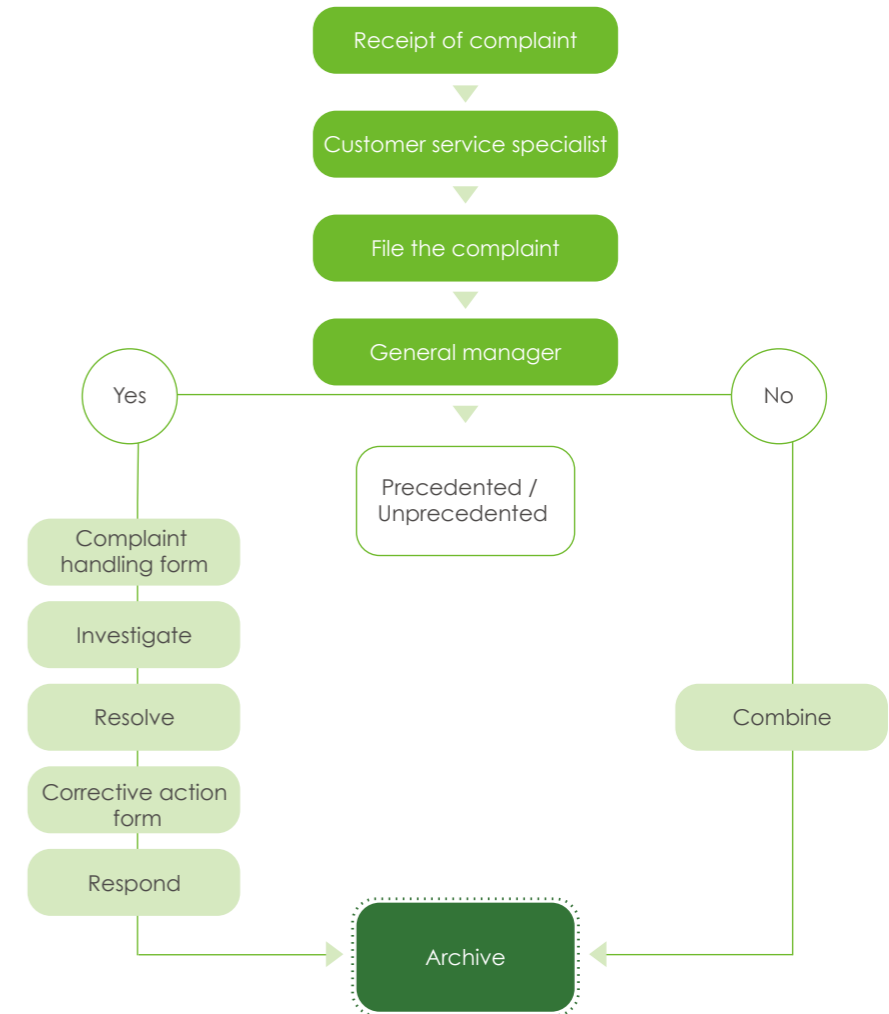 Receipt of complaint
Customer service specialist
File the complaint
General manager
Yes
No
Precedented /
Unprecedented
Complaint
handling form
Investigate
Resolve
Combine
Corrective action
form
Respond
Archive